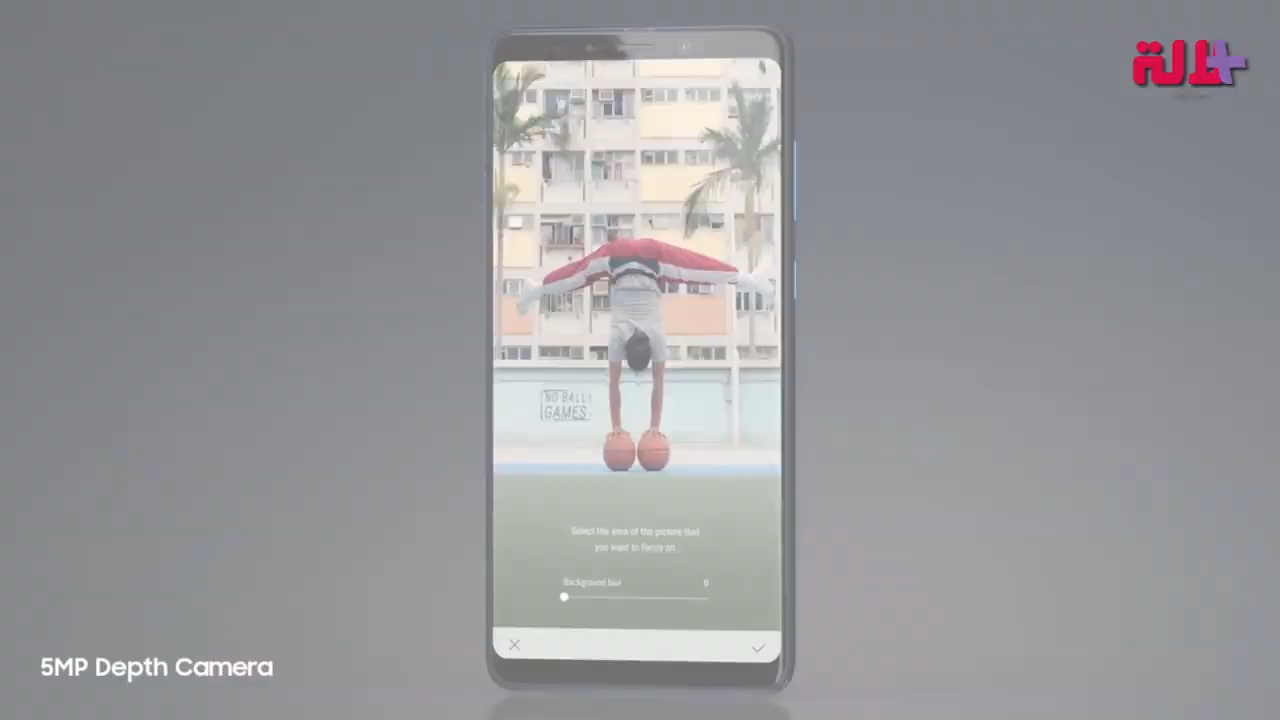 NO BALL
GAMES
Select the area of the picture that
you want to focus on.
Background blur 0
5MP Depth Camera